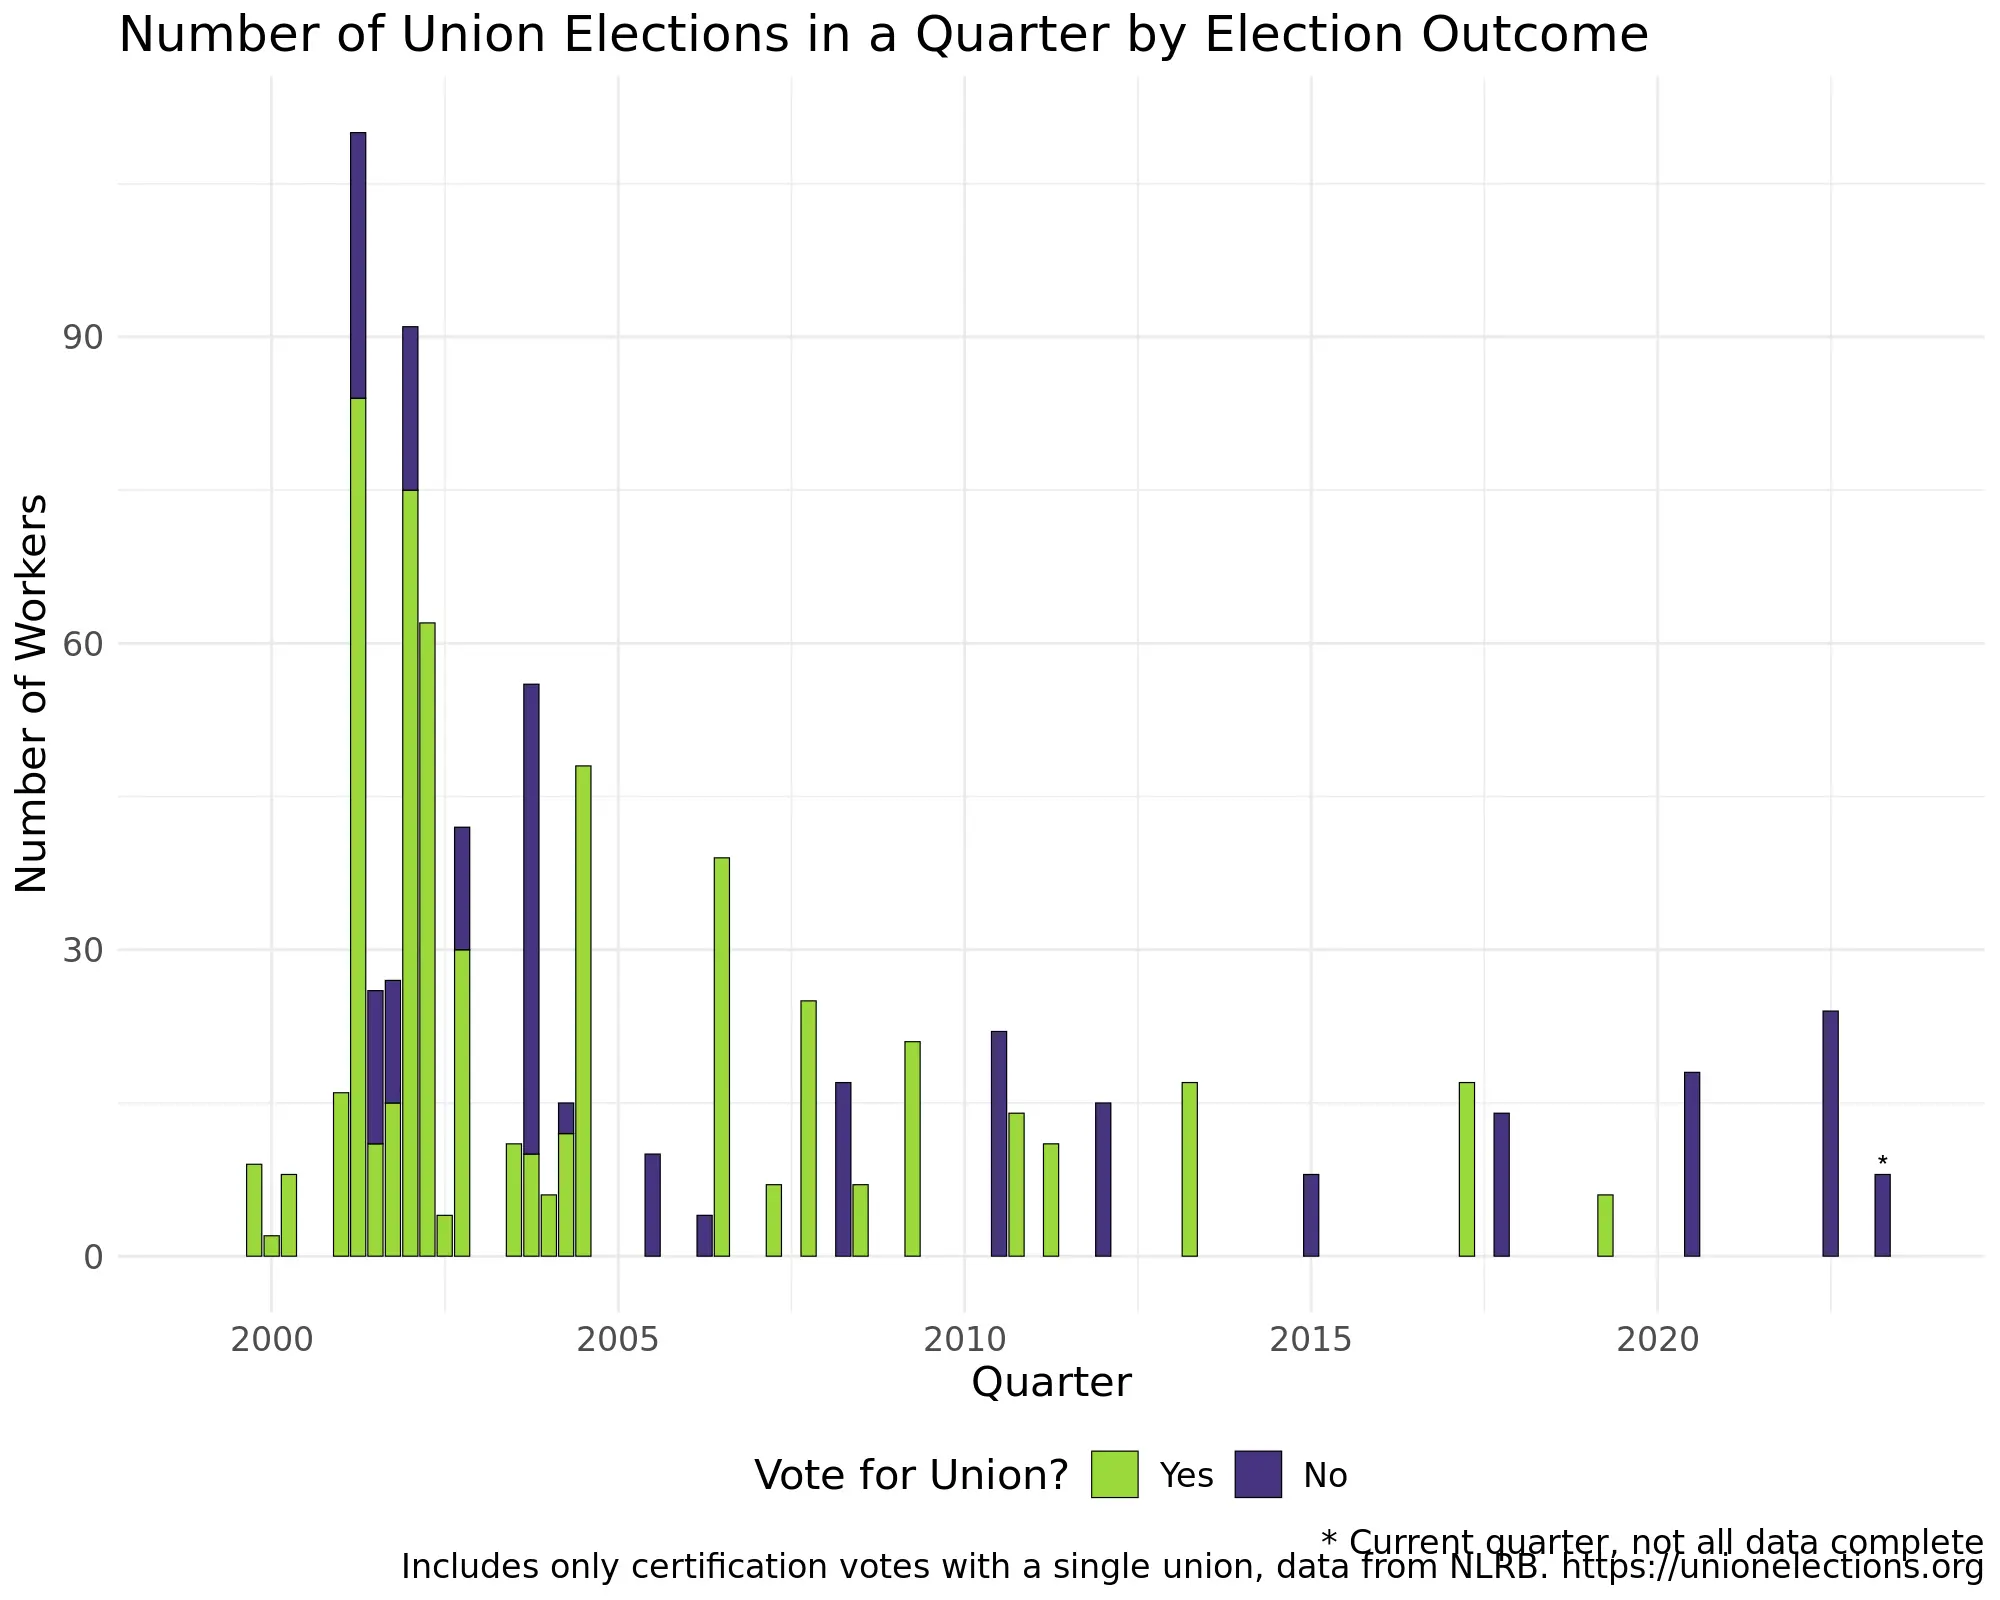 Number of Union Elections in a Quarter by Election Outcome
Number of Workers
90
60
30
0
*
2000 2005 2010 2015 2020
Quarter
Vote for Union? Yes No
* Current quarter, not all data complete
Includes only certification votes with a single union, data from NLRB. https://unionelections.org